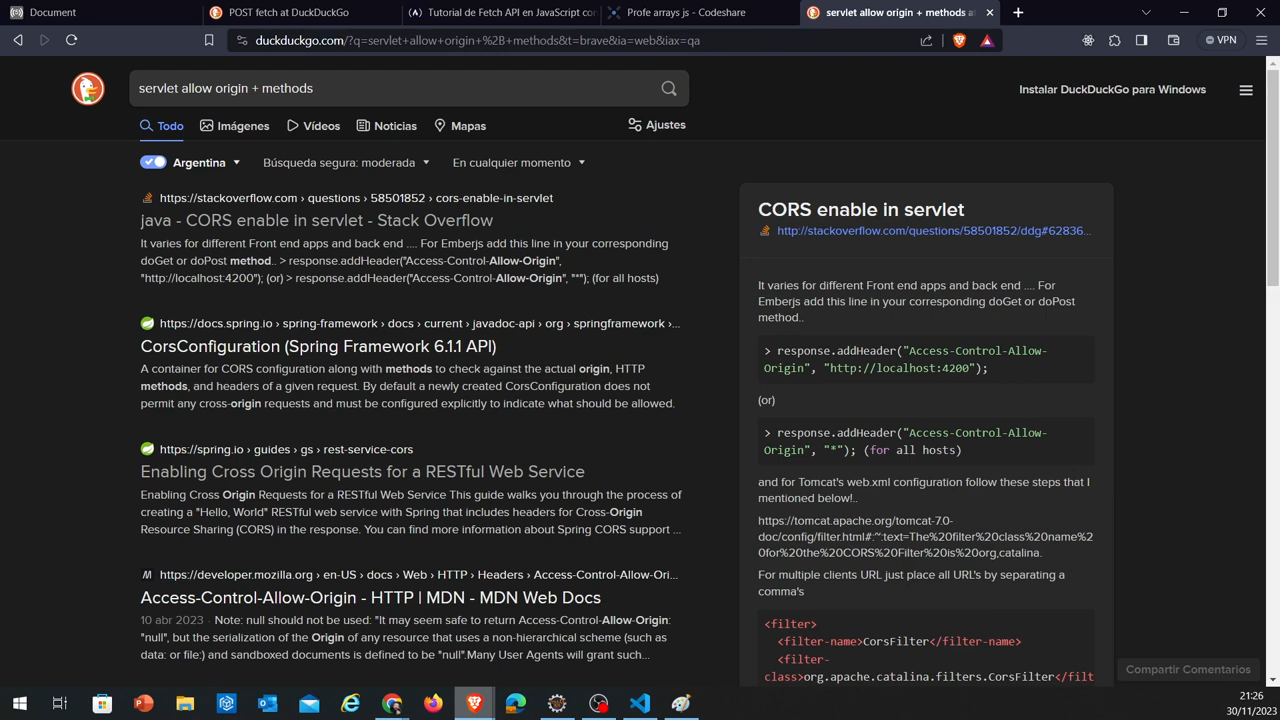 Document
POST fetch at DuckDuckGo
Tutorial de Fetch API en JavaScript cor
Profe arrays js - Codeshare
servlet allow origin + methods a
duckduckgo.com/?q=servlet+allow+origin+%2B+methods&t=brave&ia=web&iax=qa
VPN
servlet allow origin + methods
Instalar DuckDuckGo para Windows
Todo
Imágenes
Vídeos
Noticias
Mapas
Ajustes
Argentina
Búsqueda segura: moderada
En cualquier momento
https://stackoverflow.com › questions › 58501852 › cors-enable-in-servlet
java - CORS enable in servlet - Stack Overflow
It varies for different Front end apps and back end .... For Emberjs add this line in your corresponding
doGet or doPost method.. > response.addHeader("Access-Control-Allow-Origin",
"http://localhost:4200"); (or) > response.addHeader("Access-Control-Allow-Origin", "*"); (for all hosts)
https://docs.spring.io › spring-framework › docs › current › javadoc-api › org › springframework ›...
CorsConfiguration (Spring Framework 6.1.1 API)
A container for CORS configuration along with methods to check against the actual origin, HTTP
methods, and headers of a given request. By default a newly created CorsConfiguration does not
permit any cross-origin requests and must be configured explicitly to indicate what should be allowed.
https://spring.io › guides › gs › rest-service-cors
Enabling Cross Origin Requests for a RESTful Web Service
Enabling Cross Origin Requests for a RESTful Web Service This guide walks you through the process of
creating a "Hello, World" RESTful web service with Spring that includes headers for Cross-Origin
Resource Sharing (CORS) in the response. You can find more information about Spring CORS support ...
https://developer.mozilla.org › en-US › docs › Web › HTTP › Headers › Access-Control-Allow-Ori...
Access-Control-Allow-Origin - HTTP | MDN - MDN Web Docs
10 abr 2023 · Note: null should not be used: "It may seem safe to return Access-Control-Allow-Origin:
"null", but the serialization of the Origin of any resource that uses a non-hierarchical scheme (such as
data: or file:) and sandboxed documents is defined to be "null".Many User Agents will grant such...
CORS enable in servlet
http://stackoverflow.com/questions/58501852/ddg#62836...
It varies for different Front end apps and back end .... For
Emberjs add this line in your corresponding doGet or doPost
method..
> response.addHeader("Access-Control-Allow-
Origin", "http://localhost:4200");
(or)
> response.addHeader("Access-Control-Allow-
Origin", "*"); (for all hosts)
and for Tomcat's web.xml configuration follow these steps that I
mentioned below!..
https://tomcat.apache.org/tomcat-7.0-
doc/config/filter.html#:~:text=The%20filter%20class%20name%2
0for%20the%20CORS%20Filter%20is%20org,catalina.
For multiple clients URL just place all URL's by separating a
comma's
<filter>
<filter-name>CorsFilter</filter-name>
<filter-
class>org.apache.catalina.filters.CorsFilter</filt
Compartir Comentarios
21:26
30/11/2023